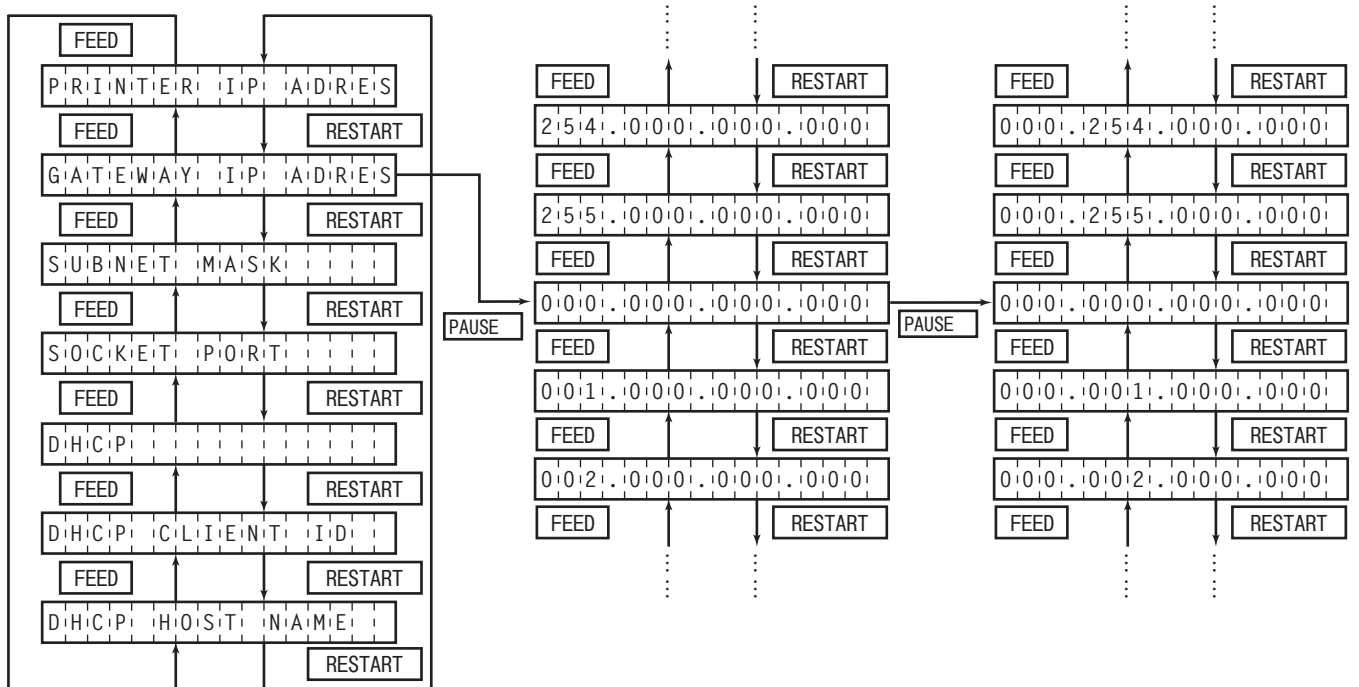 FEED
PRINTER IP ADRES
FEED RESTART
GATEWAY IP ADRES
FEED RESTART
SUBNET MASK
FEED RESTART
SOCKET PORT
FEED RESTART
DHCP
FEED RESTART
DHCP CLIENT ID
FEED RESTART
DHCP HOST NAME
RESTART
PAUSE
FEED RESTART
254.000.000.000
FEED RESTART
255.000.000.000
FEED RESTART
000.000.000.000
FEED RESTART
001.000.000.000
FEED RESTART
002.000.000.000
FEED RESTART
PAUSE
FEED RESTART
000.254.000.000
FEED RESTART
000.255.000.000
FEED RESTART
000.000.000.000
FEED RESTART
000.001.000.000
FEED RESTART
000.002.000.000
FEED RESTART